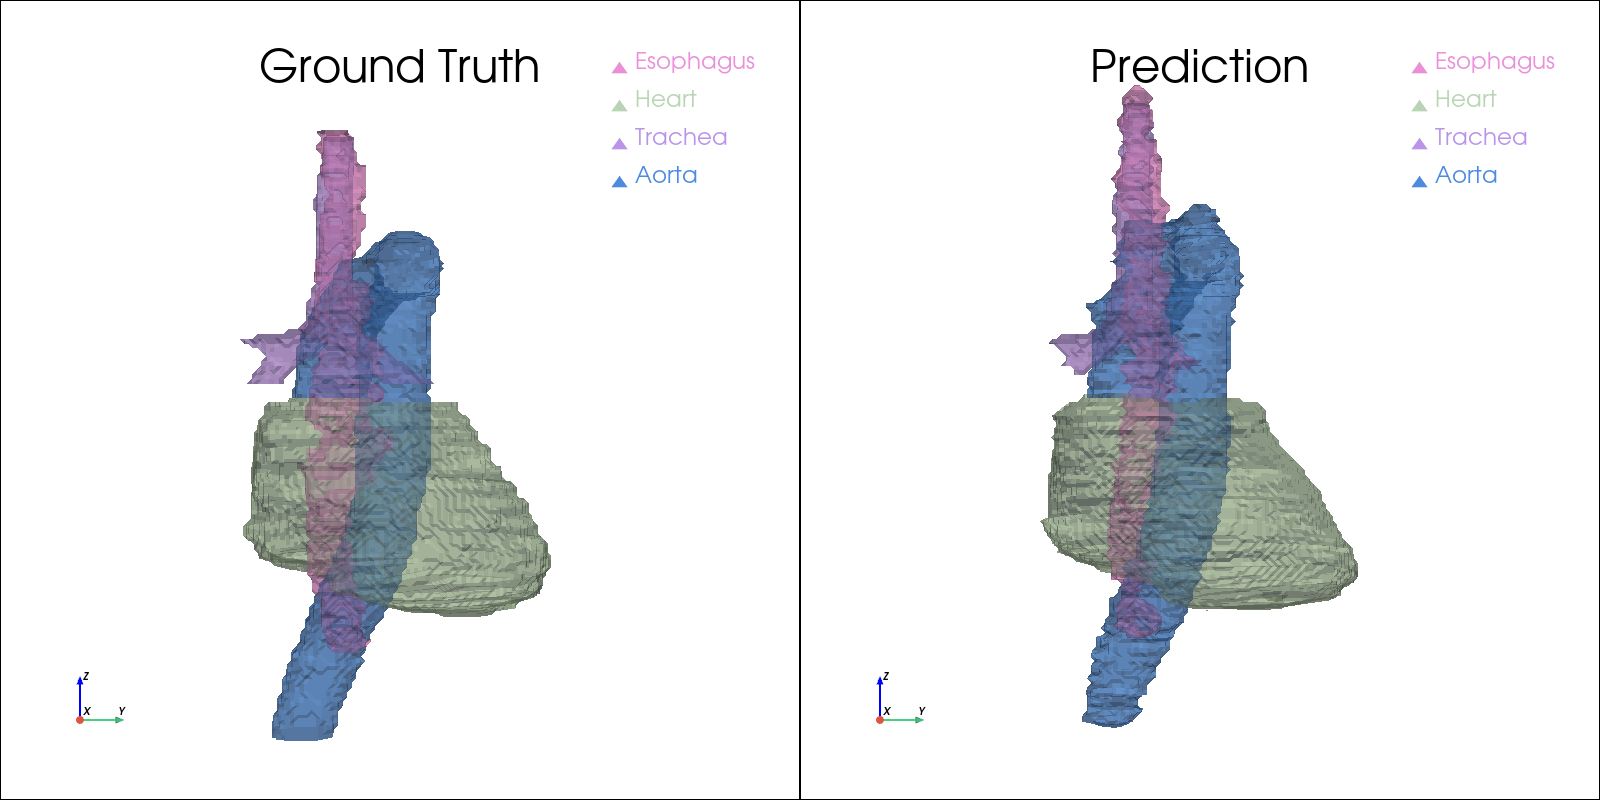 Ground Truth
Esophagus
Heart
Trachea
Aorta
Z
X
Y
Prediction
Esophagus
Heart
Trachea
Aorta
Z
X
Y